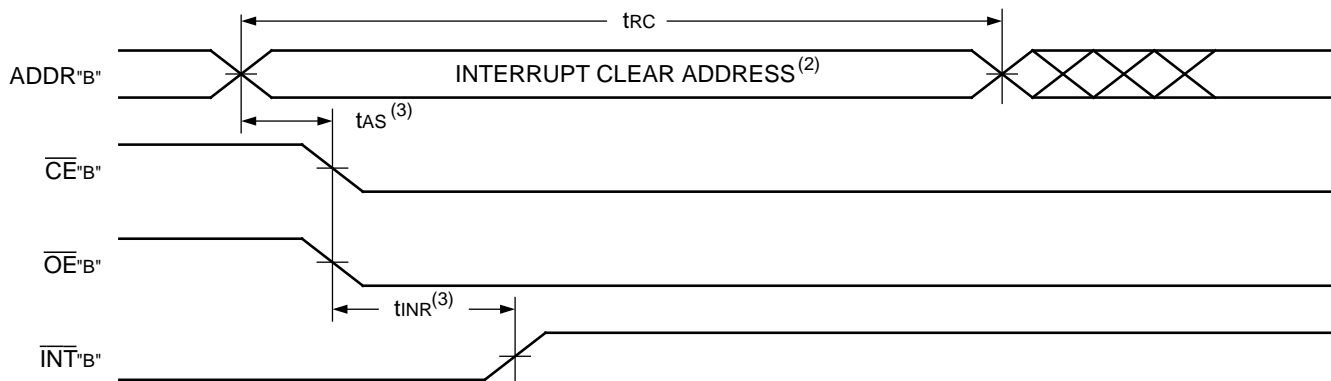 tRC
ADDR"B"
INTERRUPT CLEAR ADDRESS(2)
tAS(3)
CE"B"
OE"B"
tINR(3)
INT"B"